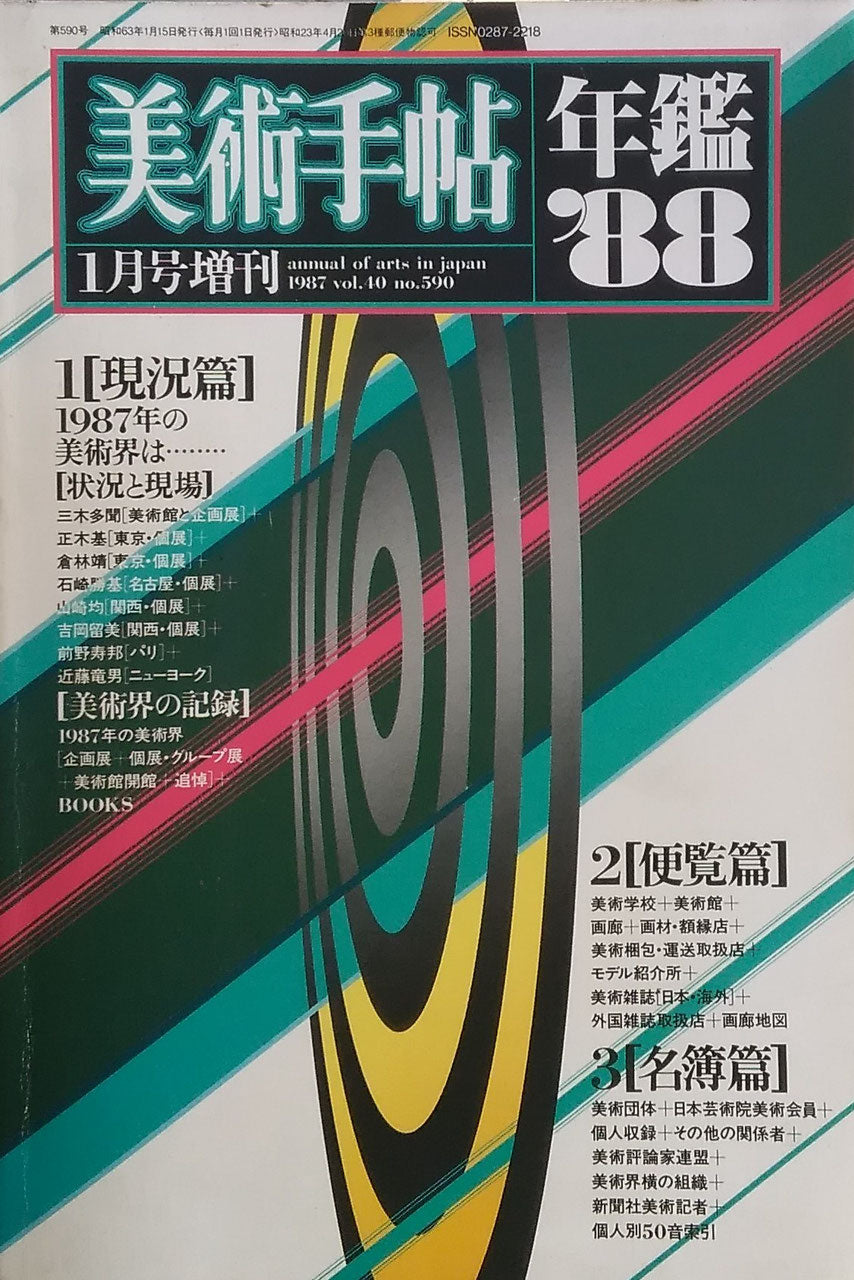 第590号 昭和63年1月15日発行〈毎月1回1日発行〉昭和23年4月2 日第3種郵便物認可 ISSN0287-2218
美術手帖
年鑑
'88
1月号増刊
annual of arts in japan
1987 vol.40 no.590
1[現況篇]
1987年の
美術界は………
[状況と現場]
三木多聞[美術館と企画展]+
正木基[東京・個展]+
倉林靖[東京・個展]+
石崎勝基[名古屋・個展]+
山崎均[関西・個展]+
吉岡留美[関西・個展]+
前野寿邦[パリ]+
近藤竜男[ニューヨーク]
[美術界の記録]
1987年の美術界
[企画展+個展・グループ展
+美術館開館+追悼]+
BOOKS
2[便覧篇]
美術学校+美術館+
画廊+画材・額縁店+
美術梱包・運送取扱店+
モデル紹介所+
美術雑誌[日本・海外]+
外国雑誌取扱店+画廊地図
3[名簿篇]
美術団体+日本芸術院美術会員+
個人収録+その他の関係者+
美術評論家連盟+
美術界横の組織+
新聞社美術記者+
個人別50音索引